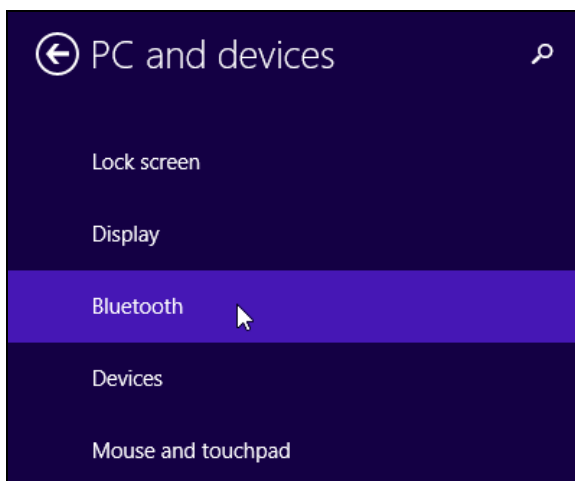 PC and devices
Lock screen
Display
Bluetooth
Devices
Mouse and touchpad